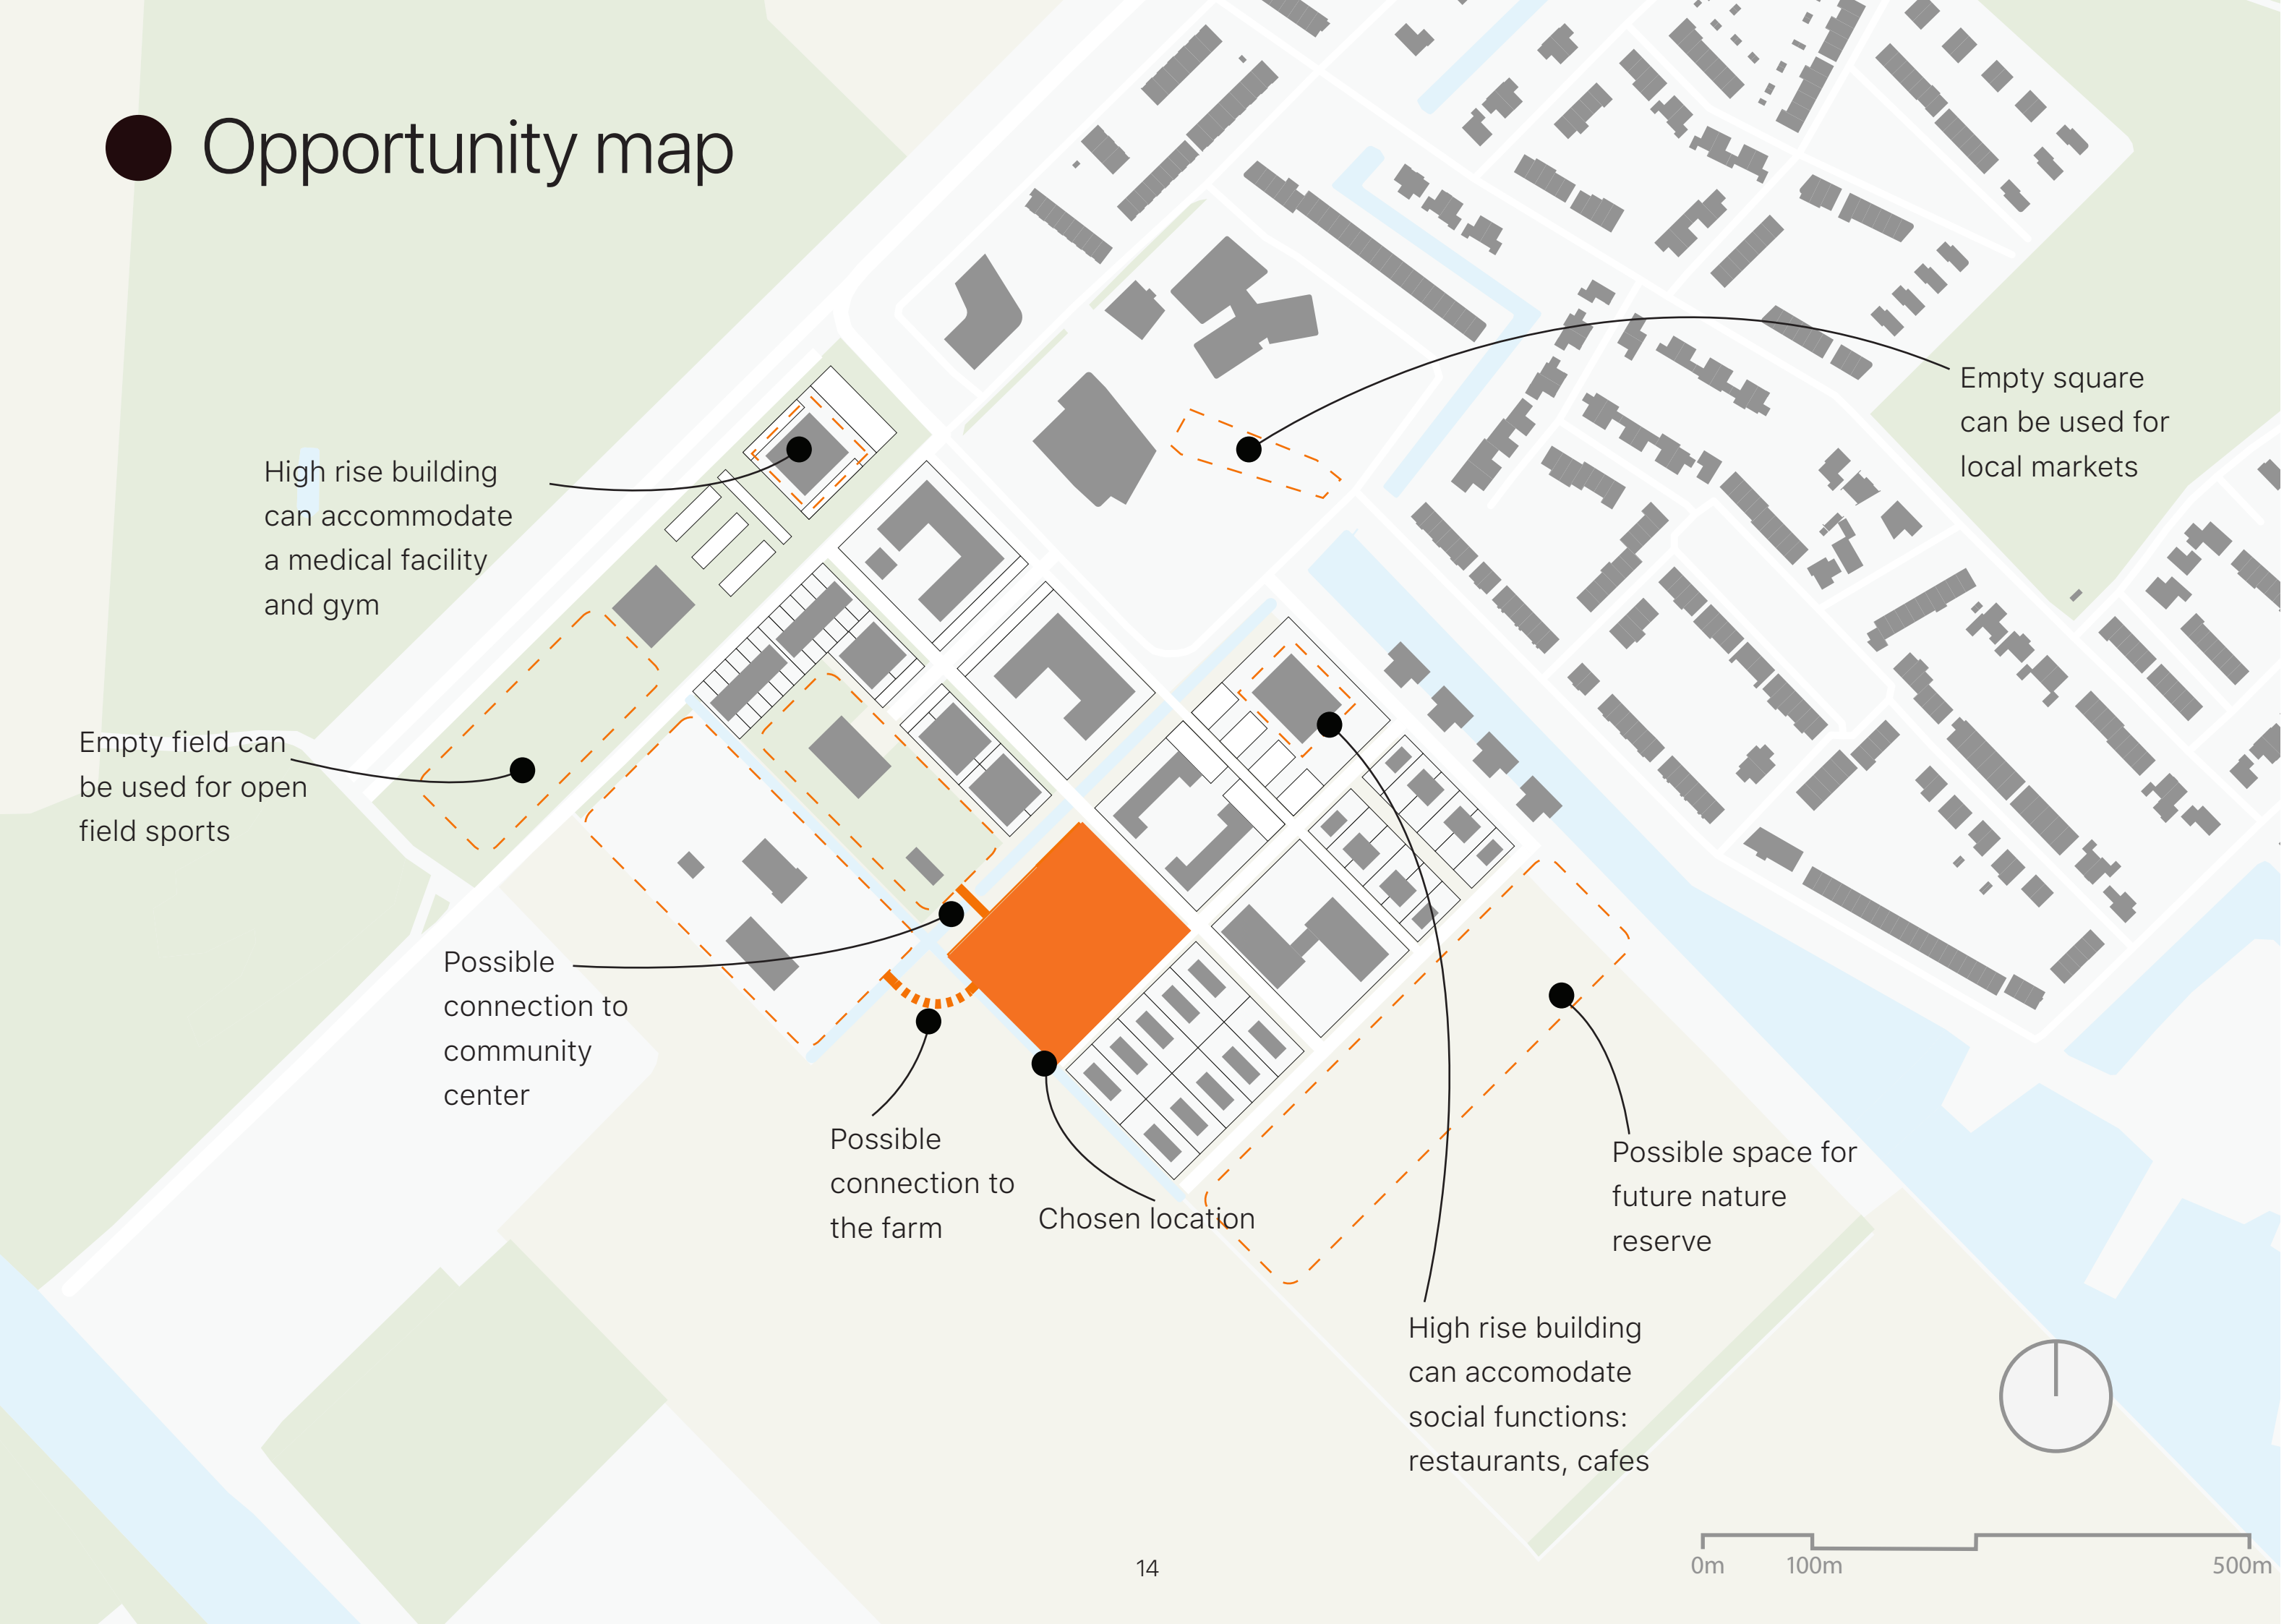 Opportunity map
Empty square
can be used for
local markets
High rise building
can accommodate
a medical facility
and gym
Empty field can
be used for open
field sports
Possible
connection to
community
center
Possible
connection to
the farm
Chosen location
Possible space for
future nature
reserve
High rise building
can accomodate
social functions:
restaurants, cafes
0m 100m 500m
14